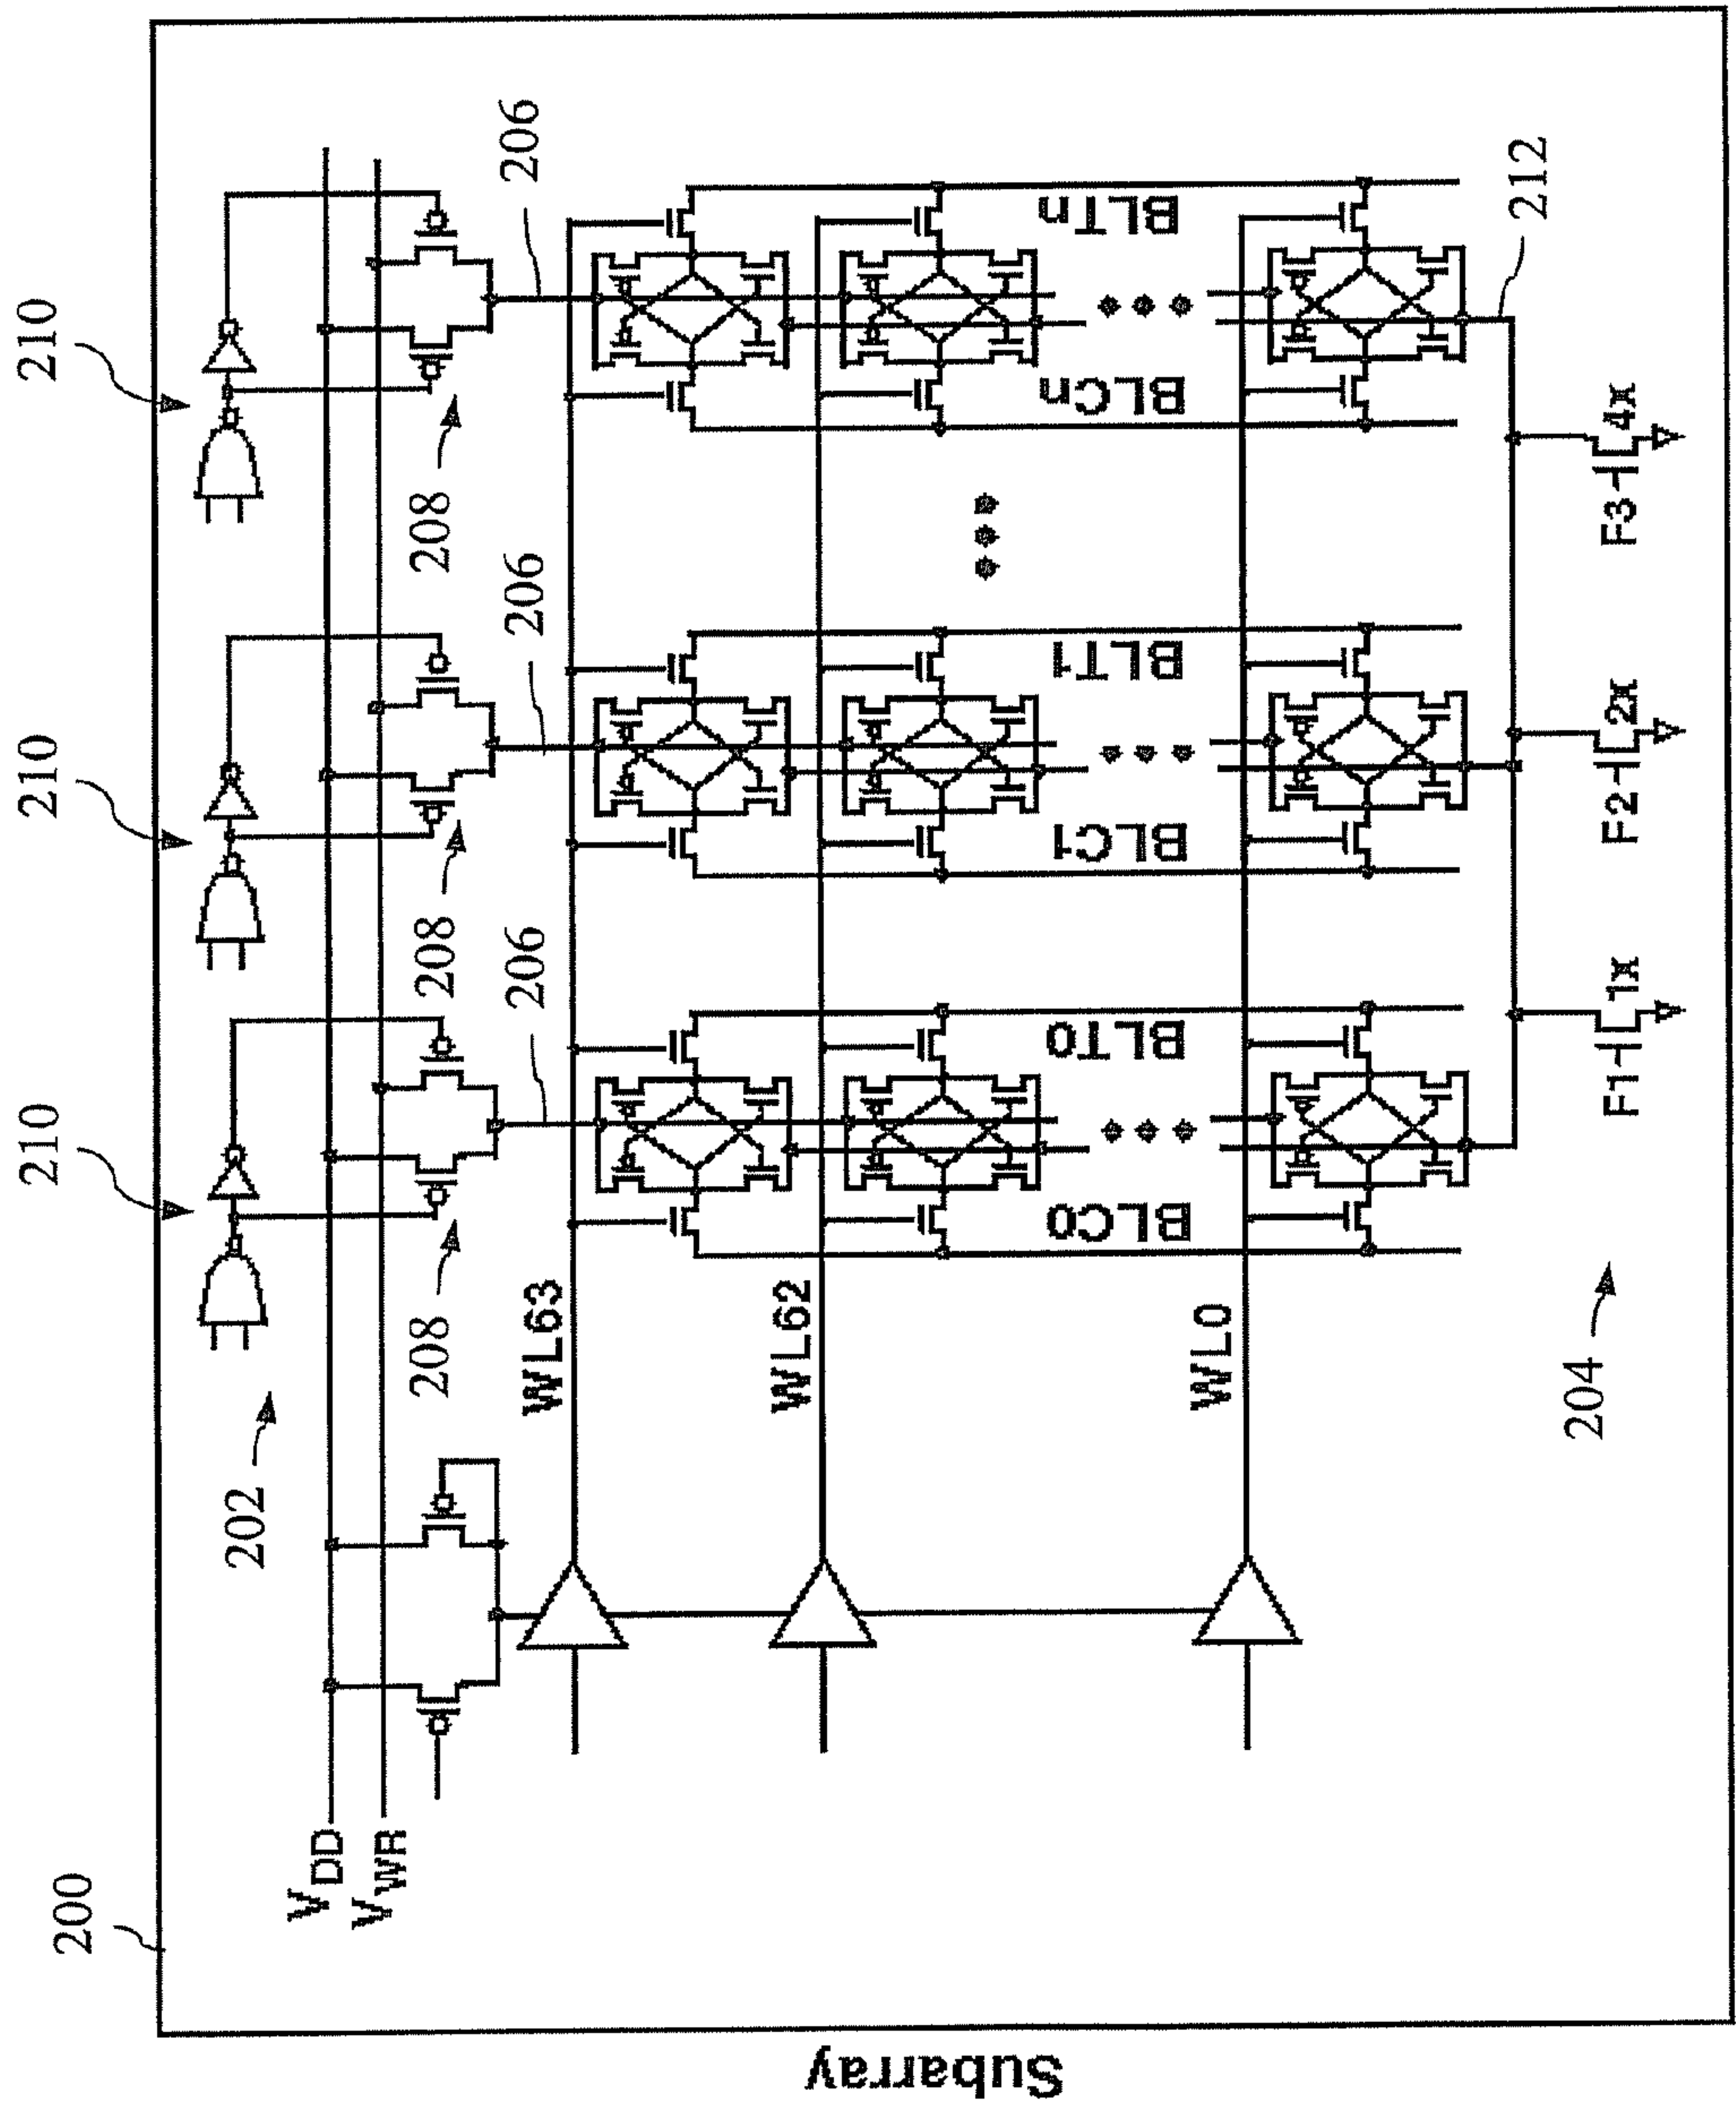 Subarray
200
202
210
210
210
V DD
V WR
208
208
208
206
206
206
WL63
WL62
WL0
BLC0
BLT0
BLC1
BLT1
BLCn
BLTn
204
212
F1 1x
F2 2x
F3 4x